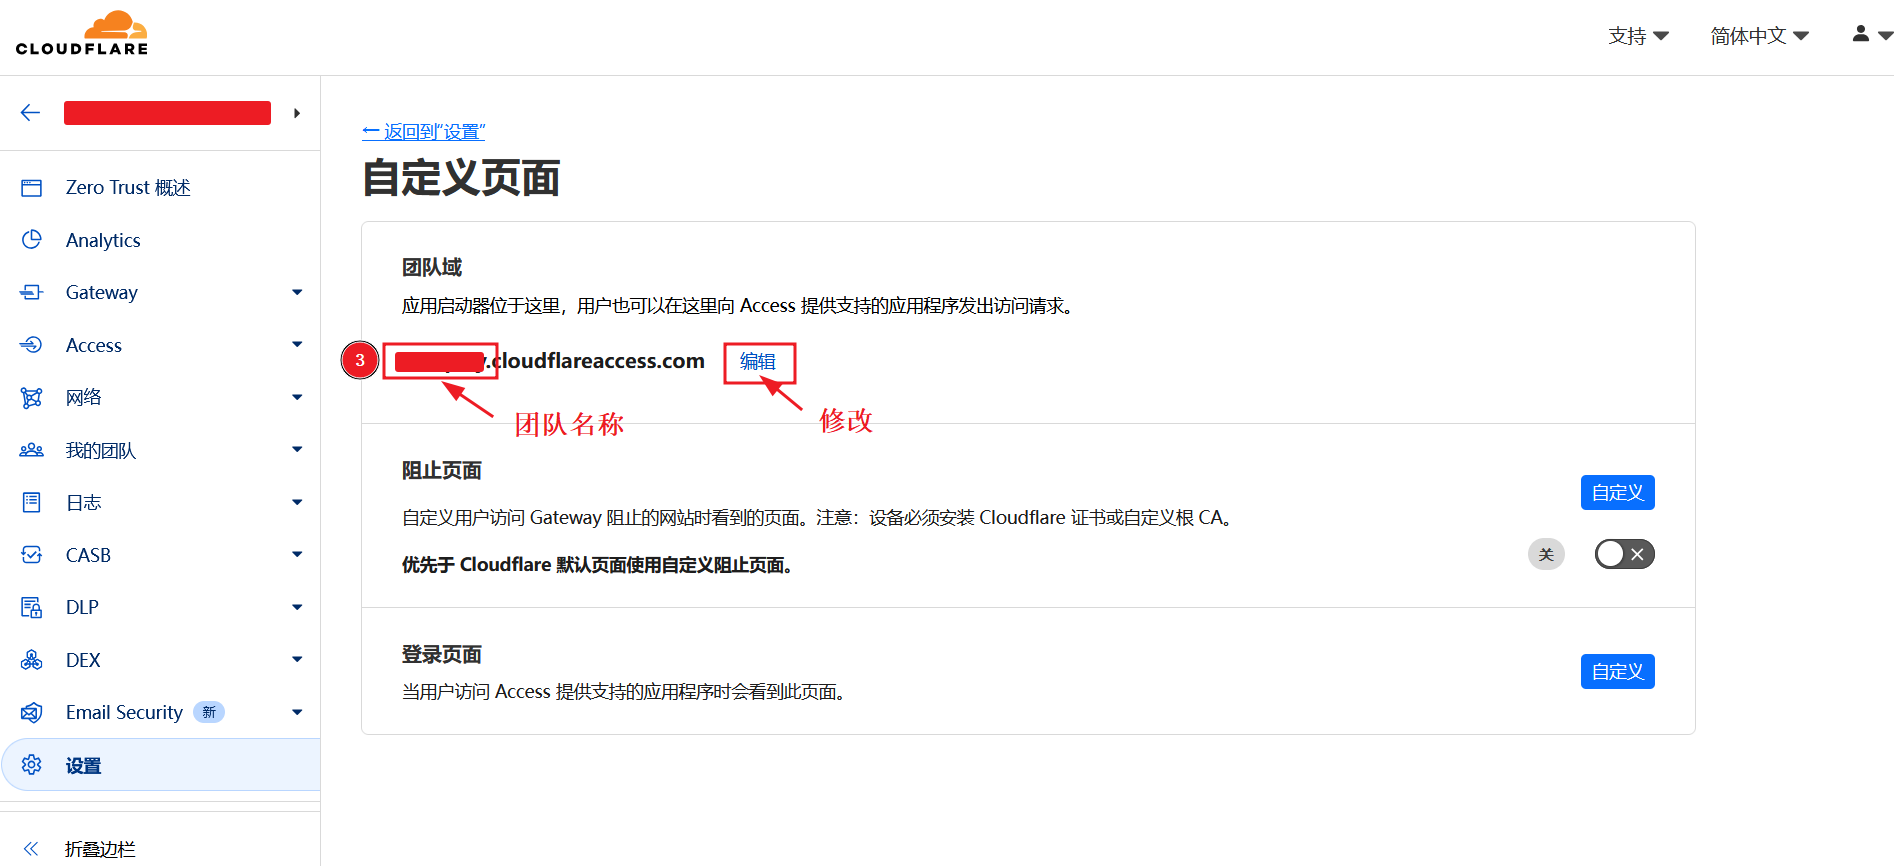 CLOUDFLARE
支持
简体中文
Zero Trust 概述
Analytics
Gateway
Access
网络
我的团队
日志
CASB
DLP
DEX
Email Security 新
设置
折叠边栏
← 返回到“设置”
自定义页面
团队域
应用启动器位于这里，用户也可以在这里向 Access 提供支持的应用程序发出访问请求。
3 .cloudflareaccess.com 编辑
团队名称 修改
阻止页面
自定义
自定义用户访问 Gateway 阻止的网站时看到的页面。注意：设备必须安装 Cloudflare 证书或自定义根 CA。
优先于 Cloudflare 默认页面使用自定义阻止页面。 关
登录页面
自定义
当用户访问 Access 提供支持的应用程序时会看到此页面。